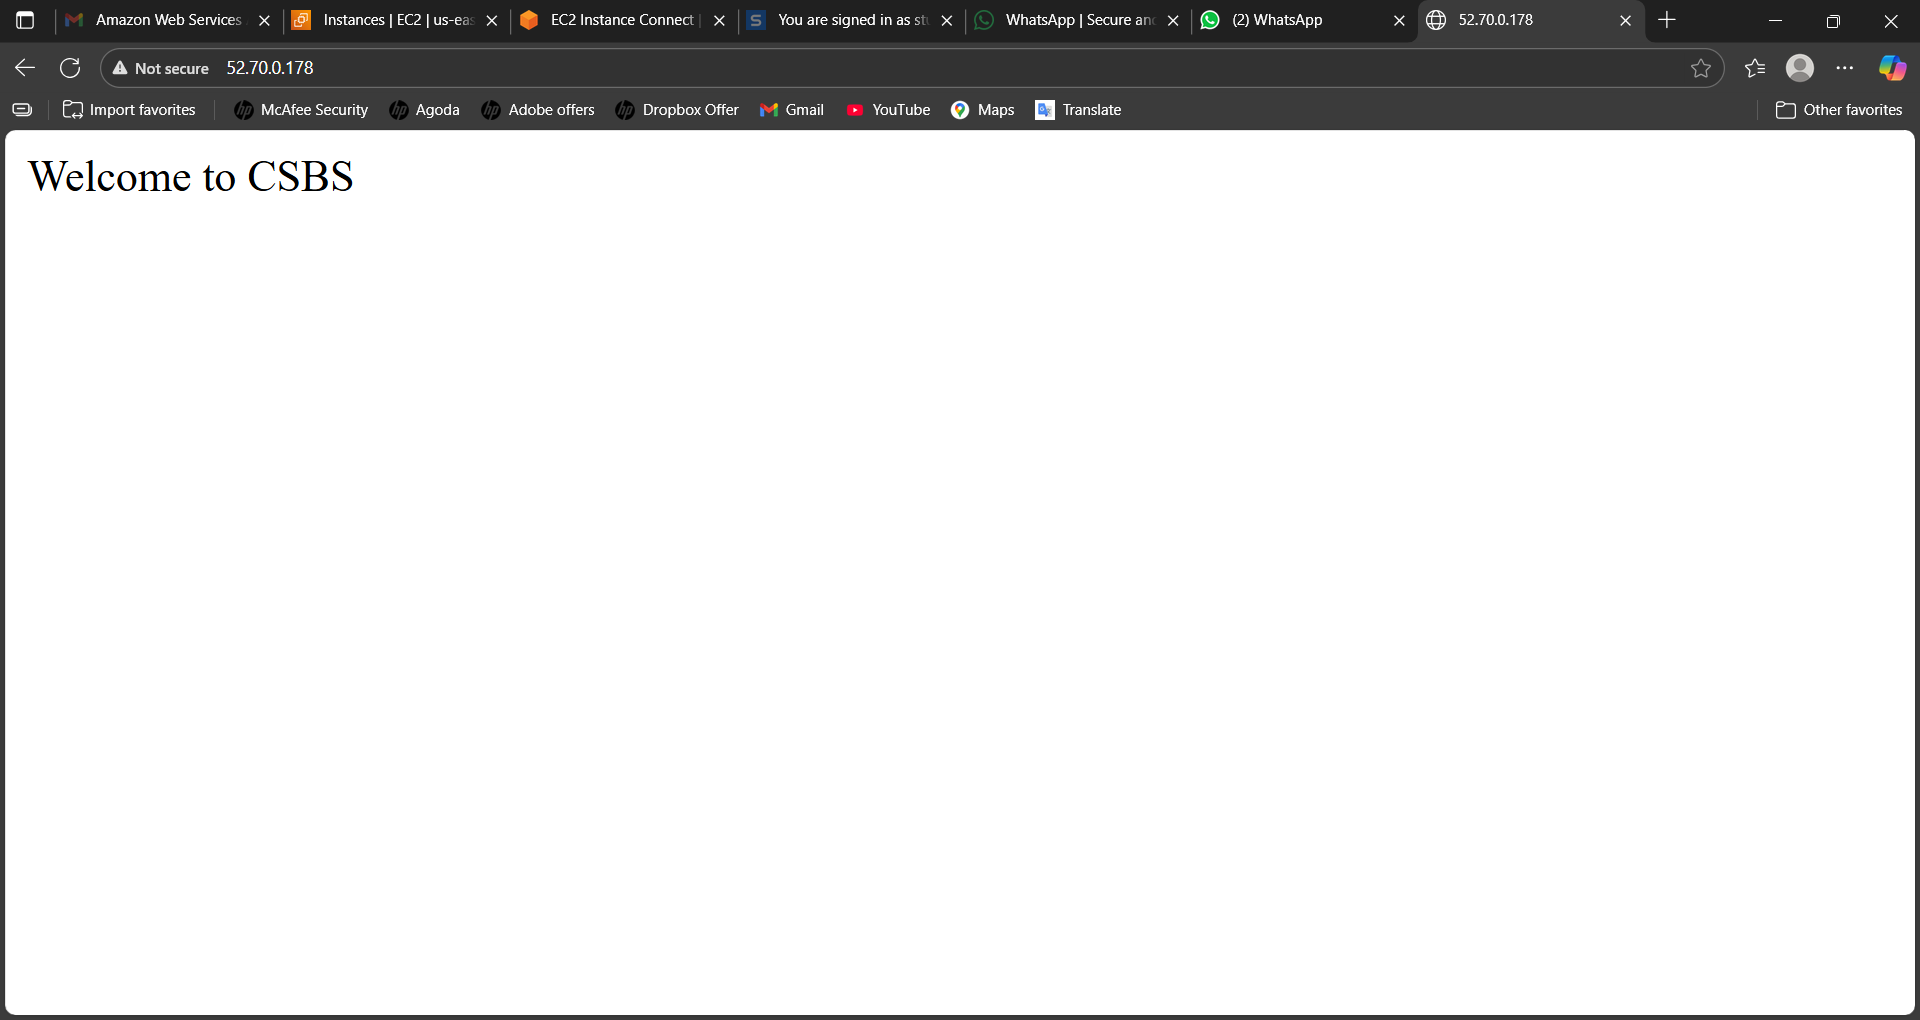 Amazon Web Services
Instances | EC2 | us-eas
EC2 Instance Connect |
You are signed in as stu
WhatsApp | Secure and
(2) WhatsApp
52.70.0.178
Not secure 52.70.0.178
Import favorites
McAfee Security
Agoda
Adobe offers
Dropbox Offer
Gmail
YouTube
Maps
Translate
Other favorites
Welcome to CSBS